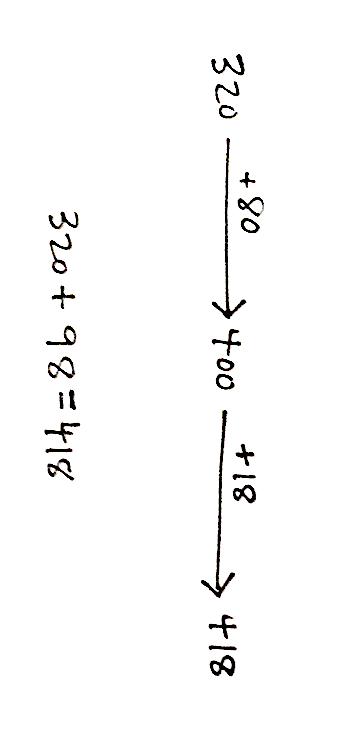 320 +80 → 400 +18 → 418
320 + 98 = 418